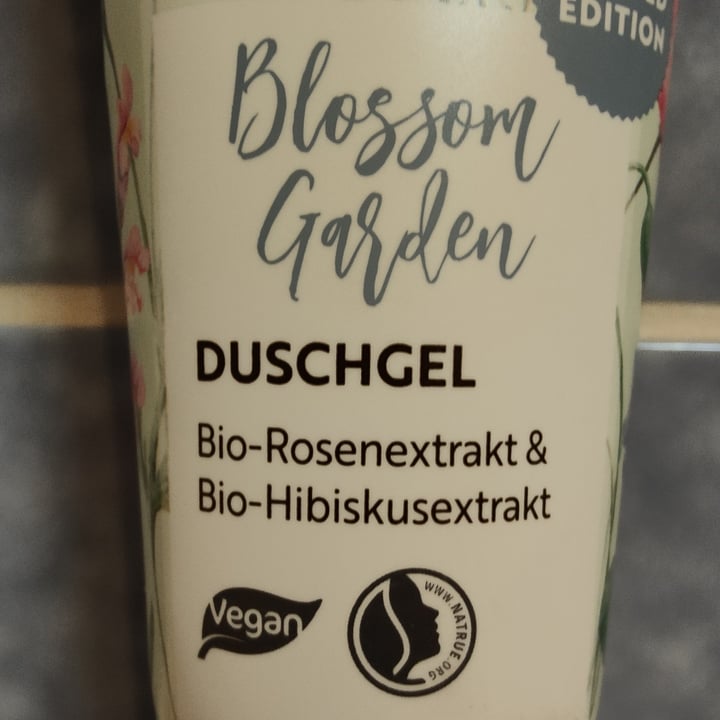 EDITION
Blossom
Garden
DUSCHGEL
Bio-Rosenextrakt &
Bio-Hibiskusextrakt
Vegan
WWW.NATRUE.ORG